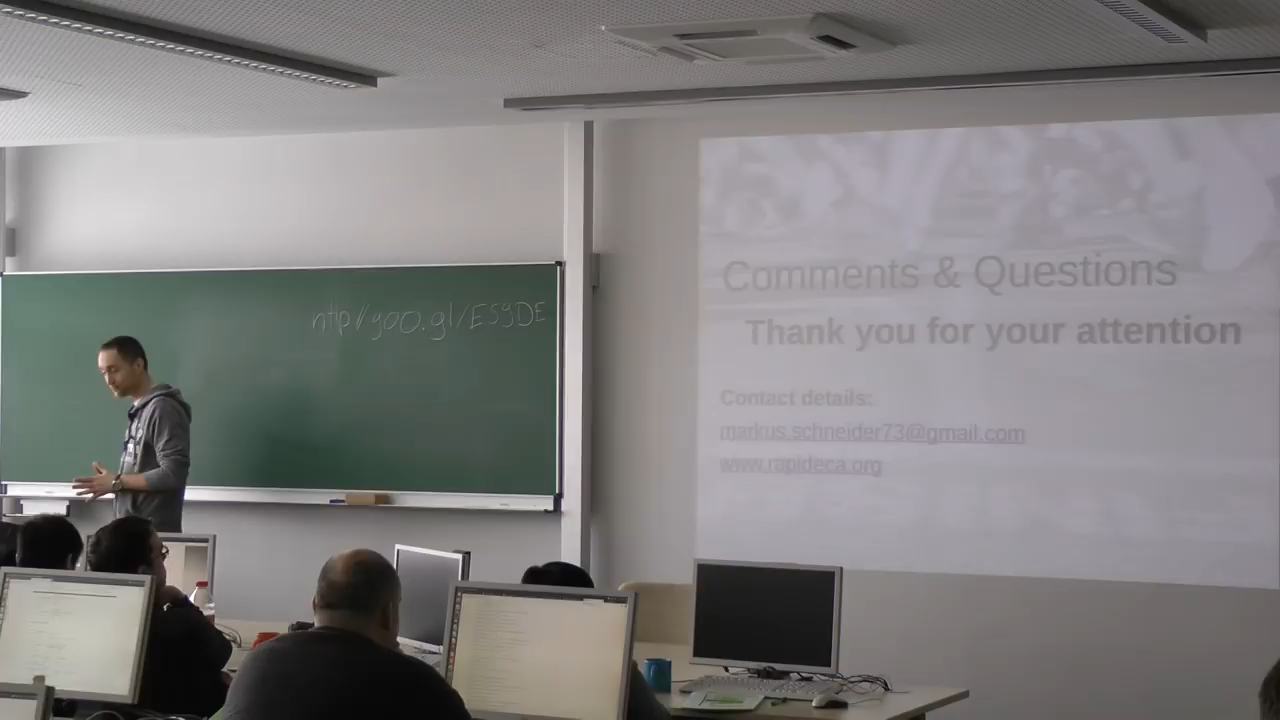 http//goo.gl/ESgDE
Comments & Questions
Thank you for your attention
Contact details:
markus.schneider73@gmail.com
www.rapideca.org